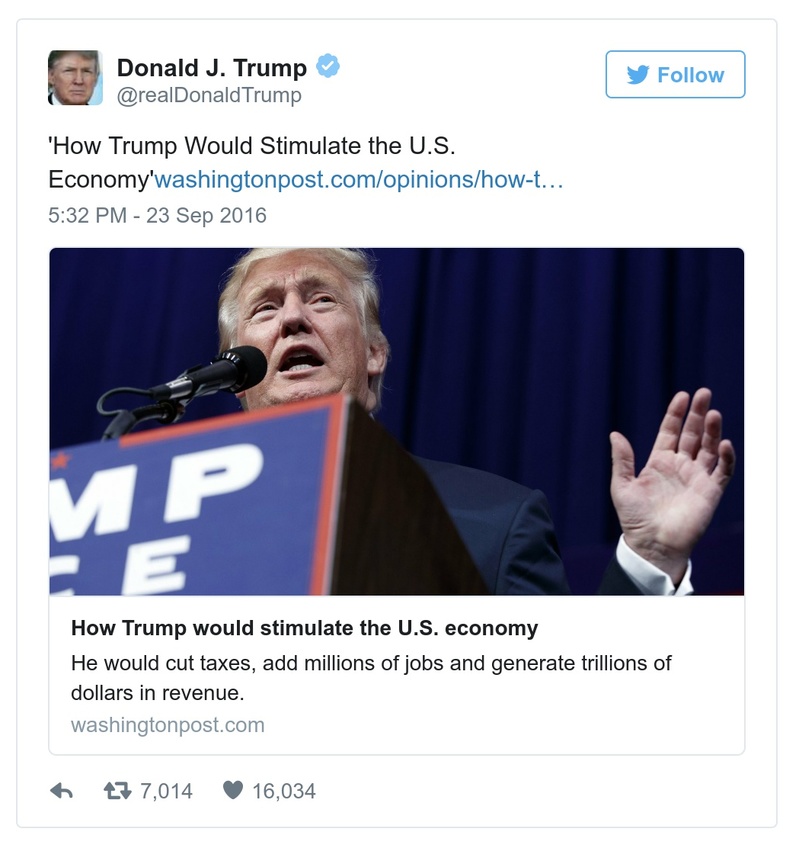 Donald J. Trump
@realDonaldTrump
Follow
'How Trump Would Stimulate the U.S.
Economy'washingtonpost.com/opinions/how-t…
5:32 PM - 23 Sep 2016
MP
CE
How Trump would stimulate the U.S. economy
He would cut taxes, add millions of jobs and generate trillions of
dollars in revenue.
washingtonpost.com
7,014 16,034